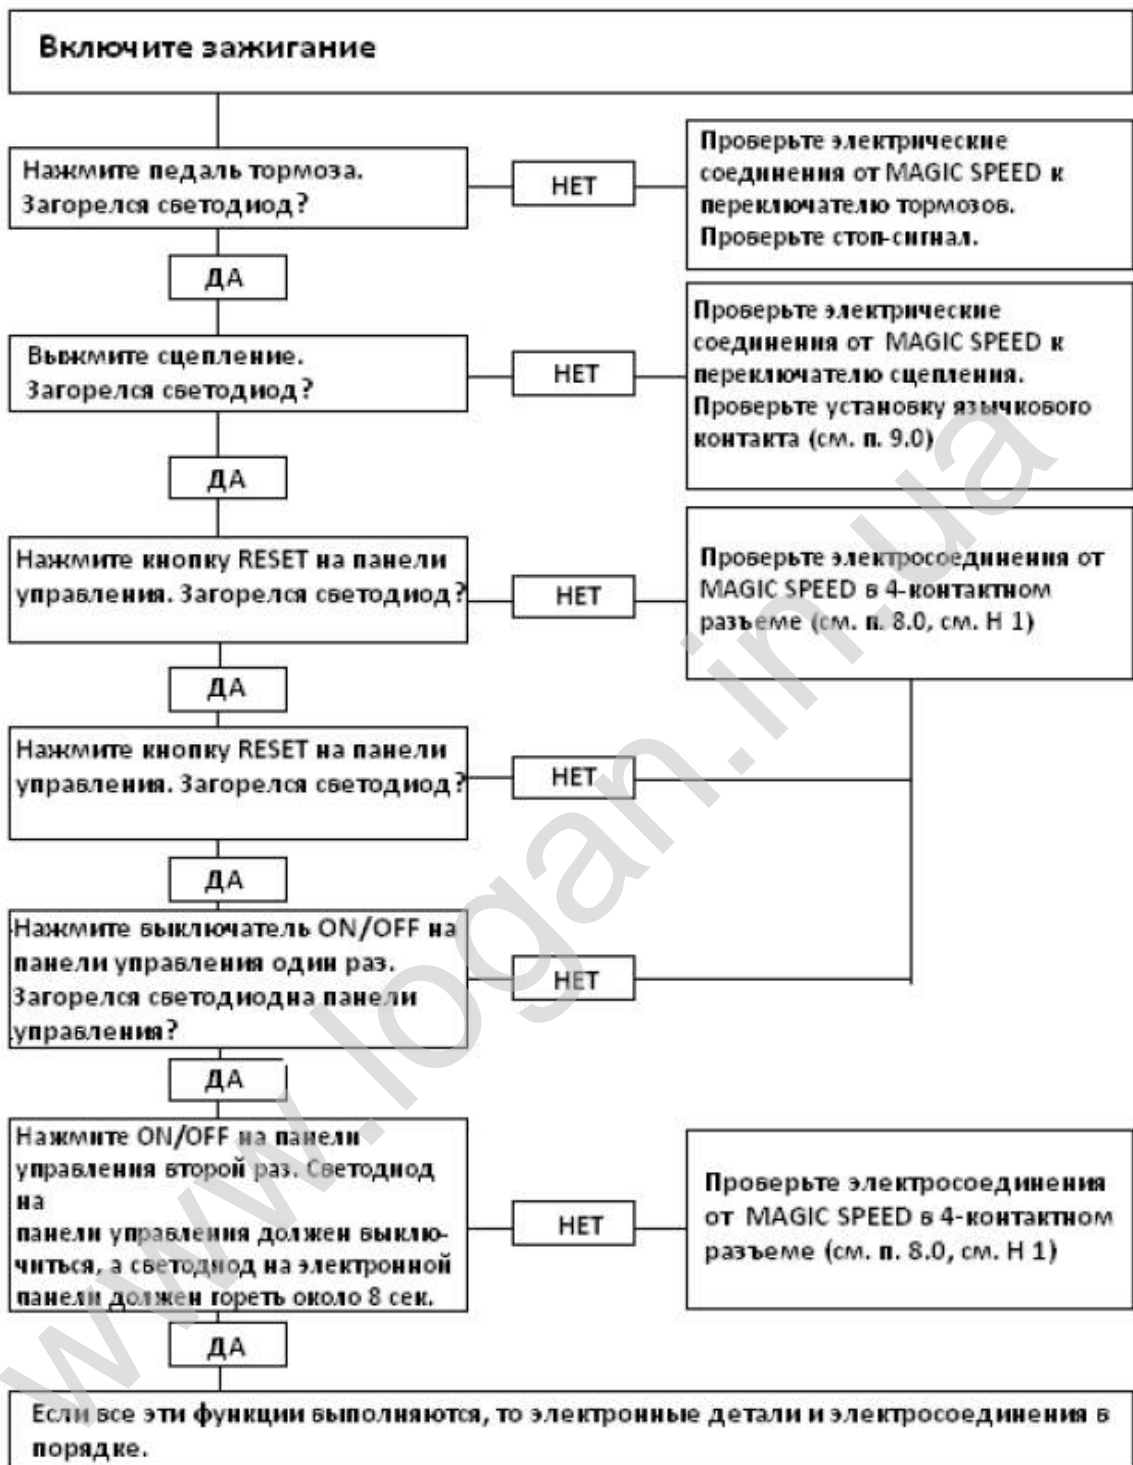 Включите зажигание
Нажмите педаль тормоза.
Загорелся светодиод?
НЕТ
Проверьте электрические
соединения от MAGIC SPEED к
переключателю тормозов.
Проверьте стоп-сигнал.
ДА
Выжмите сцепление.
Загорелся светодиод?
НЕТ
Проверьте электрические
соединения от MAGIC SPEED к
переключателю сцепления.
Проверьте установку язычкового
контакта (см. п. 9.0)
ДА
Нажмите кнопку RESET на панели
управления. Загорелся светодиод?
НЕТ
Проверьте электросоединения от
MAGIC SPEED в 4-контактном
разъеме (см. п. 8.0, см. Н 1)
ДА
Нажмите кнопку RESET на панели
управления. Загорелся светодиод?
НЕТ
ДА
Нажмите выключатель ON/OFF на
панели управления один раз.
Загорелся светодиодна панели
управления?
НЕТ
ДА
Нажмите ON/OFF на панели
управления второй раз. Светодиод
на
панели управления должен выклю-
читься, а светодиод на электронной
панели должен гореть около 8 сек.
НЕТ
Проверьте электросоединения
от MAGIC SPEED в 4-контактном
разъеме (см. п. 8.0, см. Н 1)
ДА
Если все эти функции выполняются, то электронные детали и электросоединения в
порядке.
www.logan.in.ua